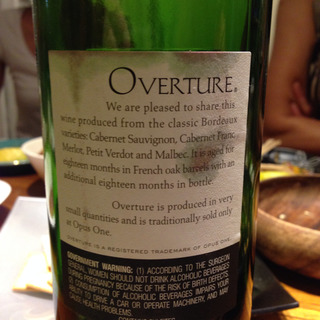 OVERTURE®
We are pleased to share this
wine produced from the classic Bordeaux
varieties: Cabernet Sauvignon, Cabernet Franc
Merlot, Petit Verdot and Malbec. It is aged for
eighteen months in French oak barrels with an
additional eighteen months in bottle.
Overture is produced in very
small quantities and is traditionally sold only
at Opus One.
OVERTURE IS A REGISTERED TRADEMARK OF OPUS ONE.
GOVERNMENT WARNING: (1) ACCORDING TO THE SURGEON
GENERAL, WOMEN SHOULD NOT DRINK ALCOHOLIC BEVERAGES
DURING PREGNANCY BECAUSE OF THE RISK OF BIRTH DEFECTS.
(2) CONSUMPTION OF ALCOHOLIC BEVERAGES IMPAIRS YOUR
ABILITY TO DRIVE A CAR OR OPERATE MACHINERY, AND MAY
CAUSE HEALTH PROBLEMS.